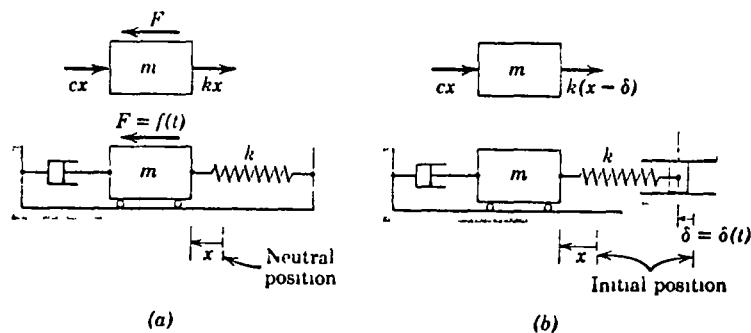 F
m
cx
kx
F = f(t)
k
m
x
Neutral
position
(a)
m
cx
k(x − δ)
k
m
δ = δ(t)
x
Initial position
(b)